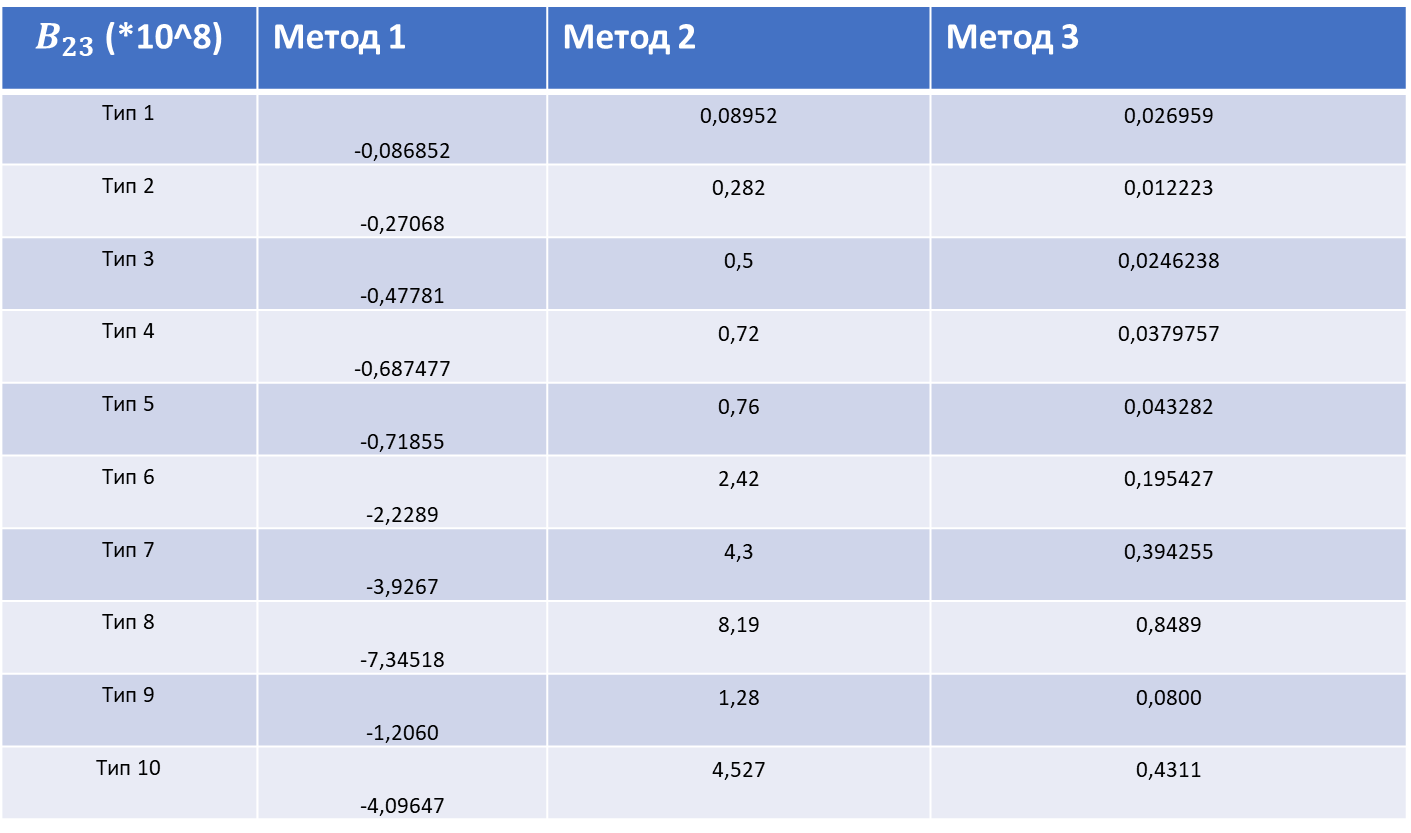 B₂₃ (*10^8) Метод 1 Метод 2 Метод 3
Тип 1 -0,086852 0,08952 0,026959
Тип 2 -0,27068 0,282 0,012223
Тип 3 -0,47781 0,5 0,0246238
Тип 4 -0,687477 0,72 0,0379757
Тип 5 -0,71855 0,76 0,043282
Тип 6 -2,2289 2,42 0,195427
Тип 7 -3,9267 4,3 0,394255
Тип 8 -7,34518 8,19 0,8489
Тип 9 -1,2060 1,28 0,0800
Тип 10 -4,09647 4,527 0,4311